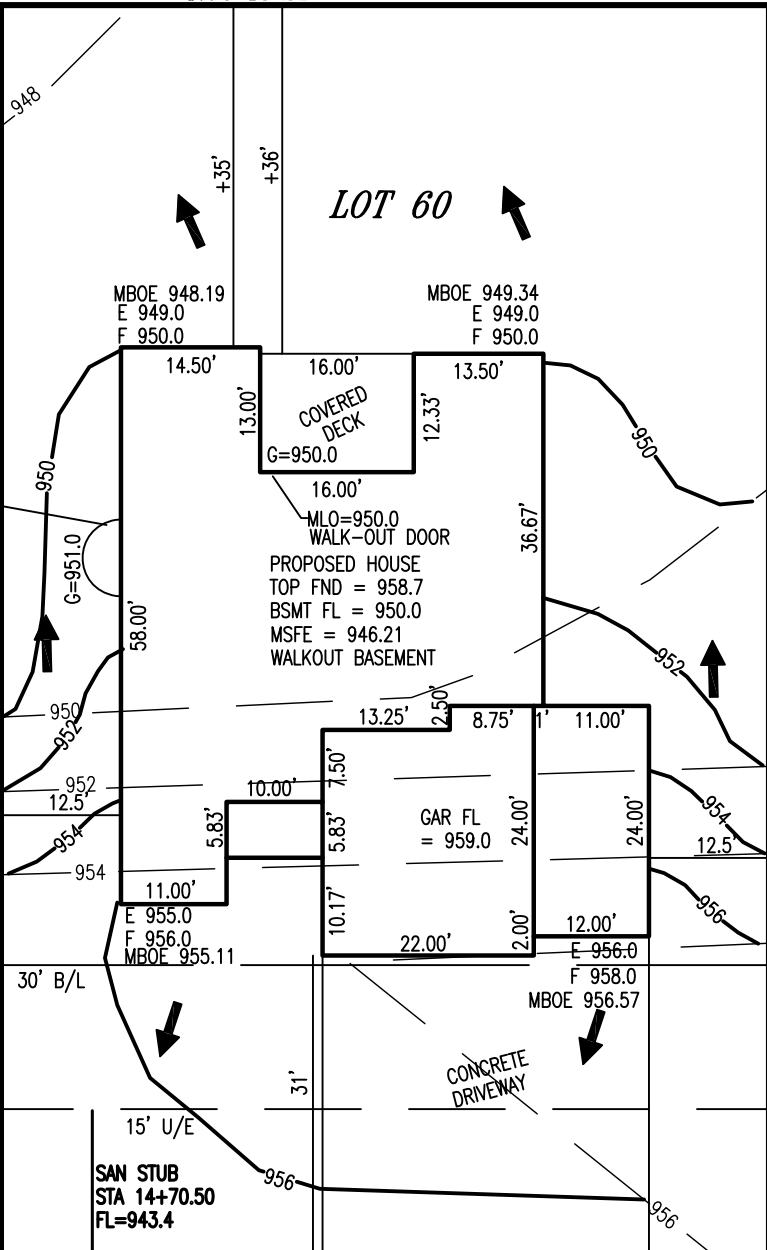 948
+35'
+36'
LOT 60
MBOE 948.19
E 949.0
F 950.0
MBOE 949.34
E 949.0
F 950.0
14.50'
16.00'
13.50'
13.00'
COVERED
DECK
12.33'
G=950.0
950
950
16.00'
MLO=950.0
WALK-OUT DOOR
G=951.0
36.67'
PROPOSED HOUSE
TOP FND = 958.7
BSMT FL = 950.0
MSFE = 946.21
WALKOUT BASEMENT
58.00'
952
950
952
13.25'
2.50'
8.75'
1'
11.00'
952
12.5'
10.00'
7.50'
954
954
5.83'
5.83'
GAR FL
= 959.0
24.00'
24.00'
954
12.5'
11.00'
10.17'
956
E 955.0
F 956.0
MBOE 955.11
22.00'
2.00'
12.00'
E 956.0
F 958.0
MBOE 956.57
30' B/L
31'
CONCRETE
DRIVEWAY
15' U/E
SAN STUB
STA 14+70.50
FL=943.4
956
956